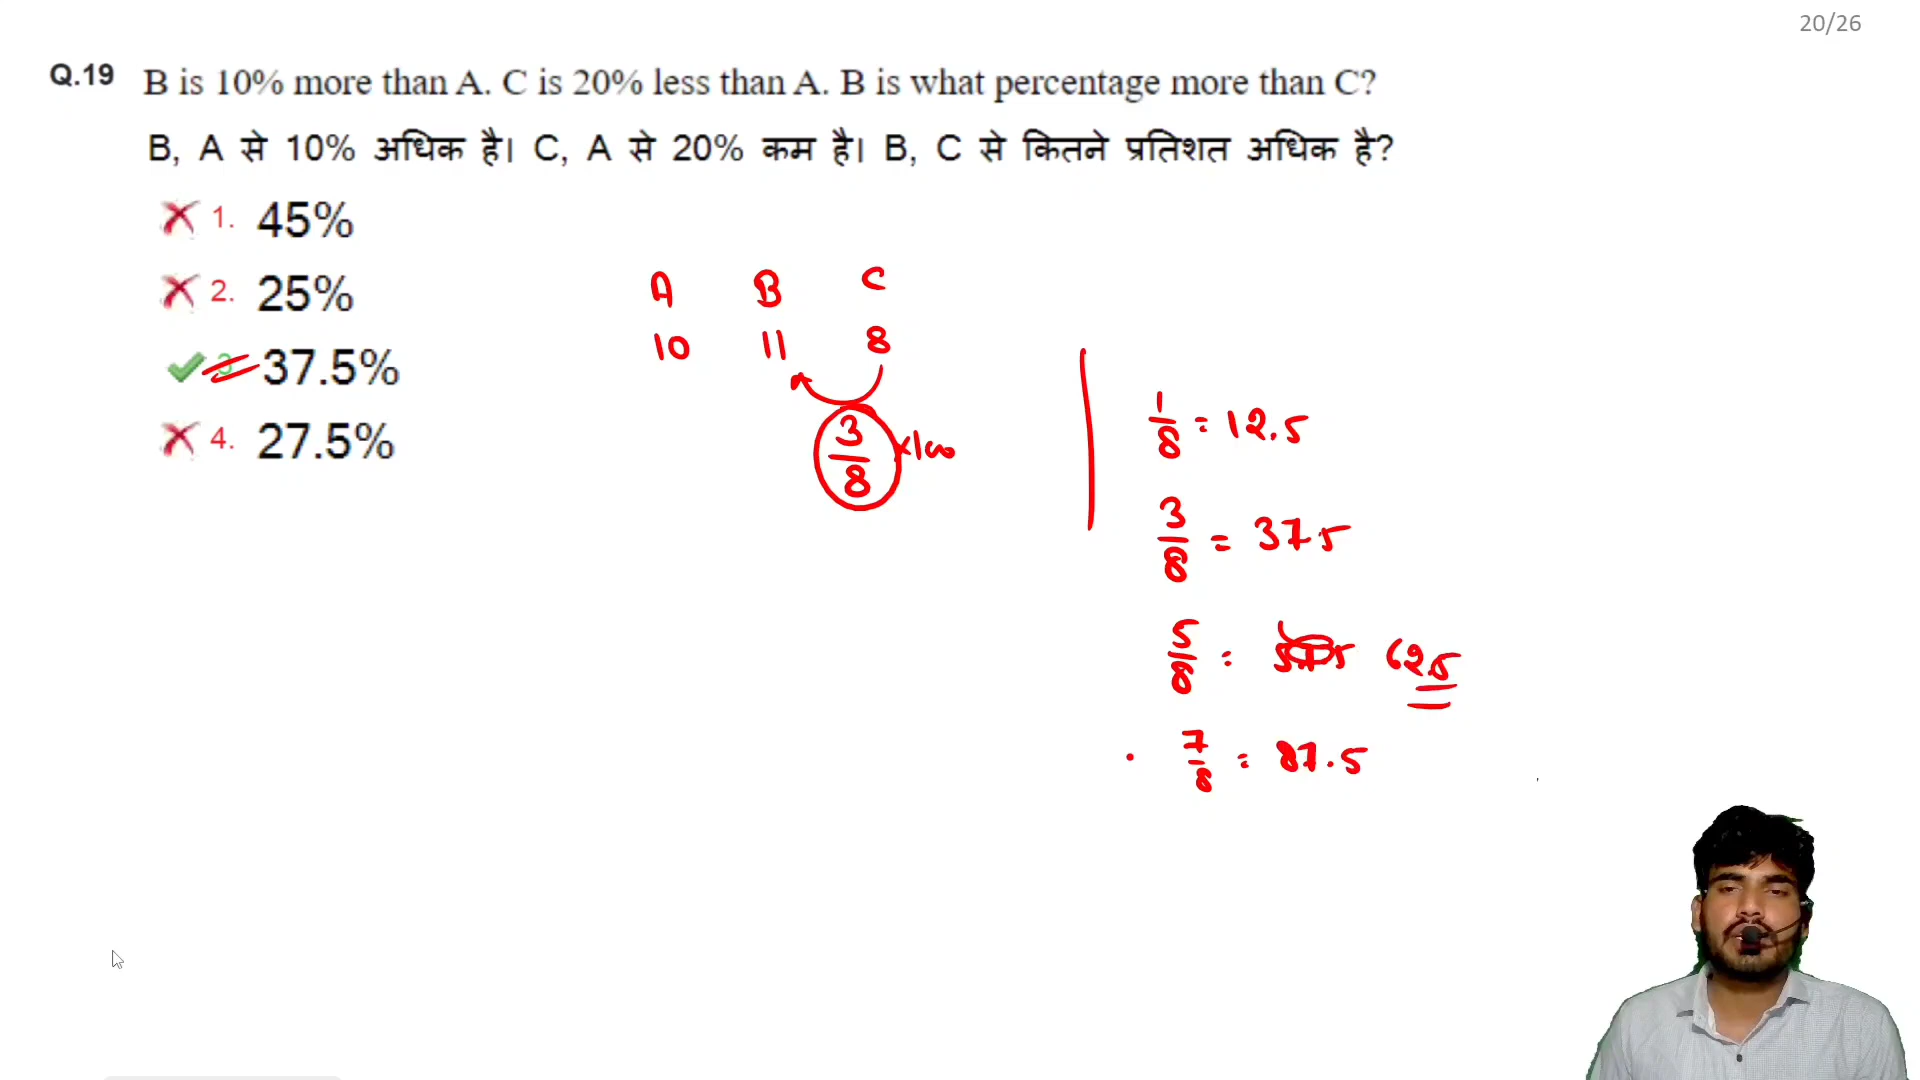 20/26
Q.19 B is 10% more than A. C is 20% less than A. B is what percentage more than C?
B, A से 10% अधिक है। C, A से 20% कम है। B, C से कितने प्रतिशत अधिक है?
1. 45%
2. 25%
37.5%
4. 27.5%
A B C
10 11 8
3/8 ×100
1/8 = 12.5
3/8 = 37.5
5/8 = 62.5
7/8 = 87.5